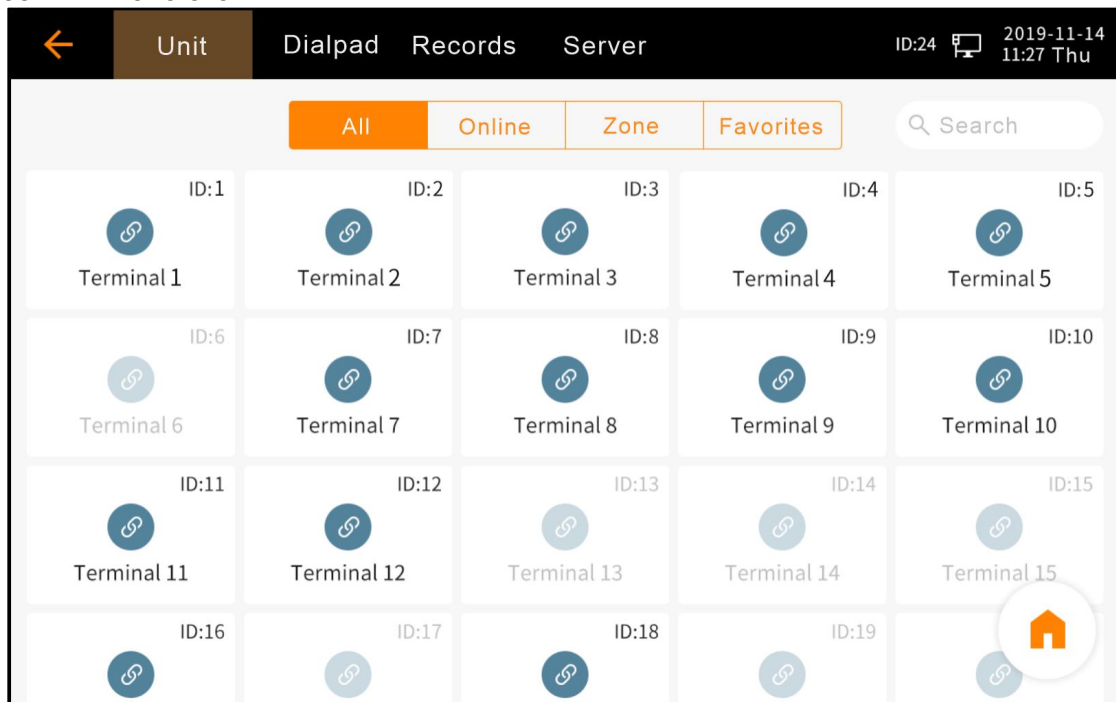 Unit Dialpad Records Server ID:24 2019-11-14
11:27 Thu
All Online Zone Favorites Search
ID:1 ID:2 ID:3 ID:4 ID:5
Terminal 1 Terminal 2 Terminal 3 Terminal 4 Terminal 5
ID:6 ID:7 ID:8 ID:9 ID:10
Terminal 6 Terminal 7 Terminal 8 Terminal 9 Terminal 10
ID:11 ID:12 ID:13 ID:14 ID:15
Terminal 11 Terminal 12 Terminal 13 Terminal 14 Terminal 15
ID:16 ID:17 ID:18 ID:19